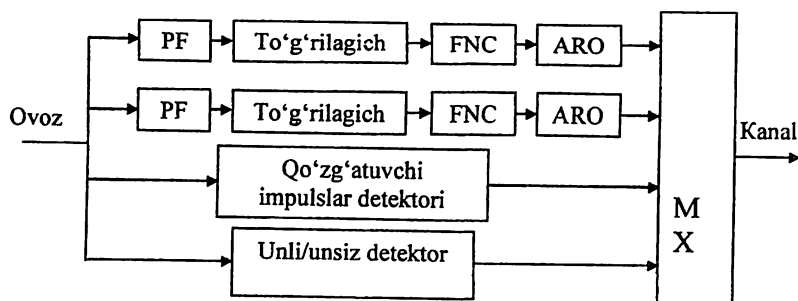 PF To‘g‘rilagich FNC ARO
PF To‘g‘rilagich FNC ARO
Ovoz
Kanal
Qo‘zg‘atuvchi
impulslar detektori
M
X
Unli/unsiz detektor